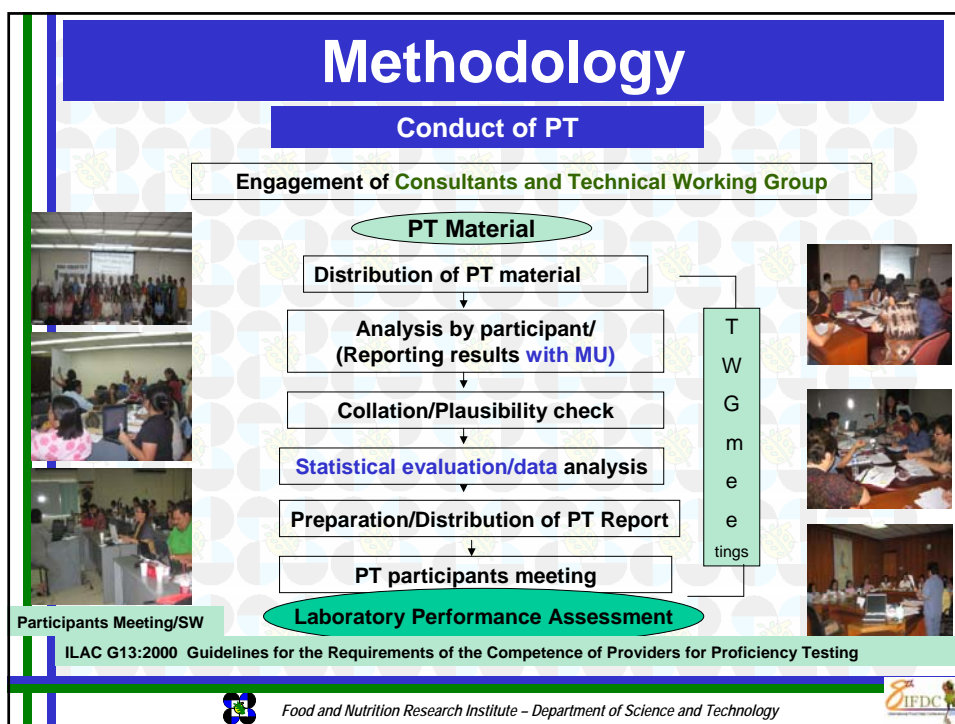 Methodology
Conduct of PT
Engagement of Consultants and Technical Working Group
PT Material
Distribution of PT material
Analysis by participant/
(Reporting results with MU)
Collation/Plausibility check
Statistical evaluation/data analysis
Preparation/Distribution of PT Report
PT participants meeting
Laboratory Performance Assessment
T
W
G
m
e
e
tings
Participants Meeting/SW
ILAC G13:2000 Guidelines for the Requirements of the Competence of Providers for Proficiency Testing
Food and Nutrition Research Institute – Department of Science and Technology
8th IFDC